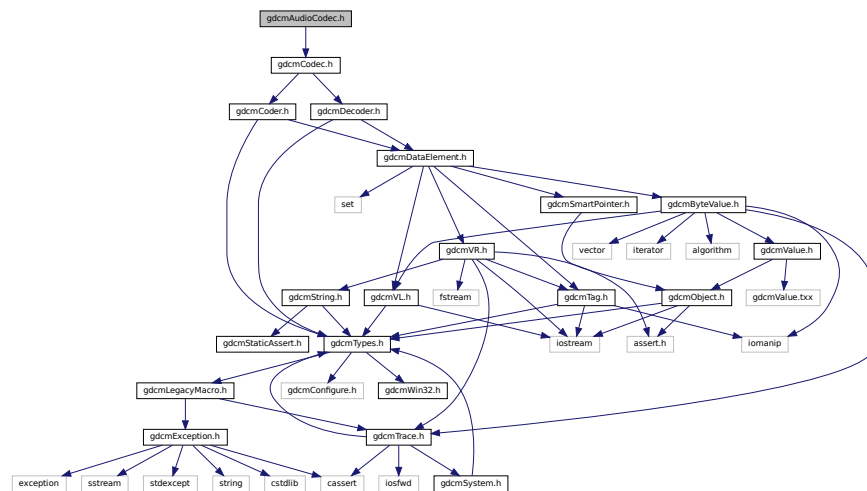 gdcmAudioCodec.h
gdcmCodec.h
gdcmCoder.h
gdcmDecoder.h
gdcmDataElement.h
set
gdcmSmartPointer.h
gdcmByteValue.h
gdcmVR.h
vector
iterator
algorithm
gdcmValue.h
gdcmString.h
gdcmVL.h
fstream
gdcmTag.h
gdcmObject.h
gdcmValue.txx
gdcmStaticAssert.h
gdcmTypes.h
iostream
assert.h
iomanip
gdcmLegacyMacro.h
gdcmConfigure.h
gdcmWin32.h
gdcmException.h
gdcmTrace.h
exception
sstream
stdexcept
string
cstdlib
cassert
iosfwd
gdcmSystem.h